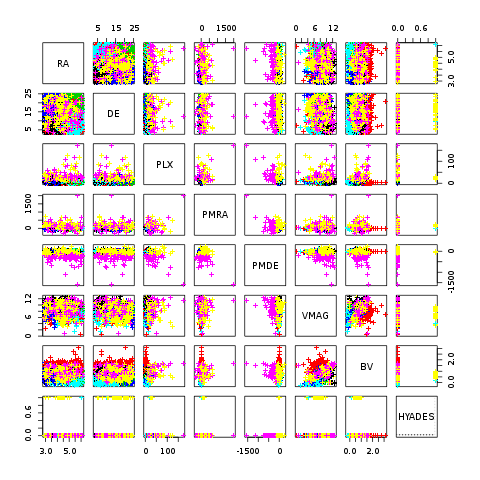 5 15 25
0 1500
0 6 12
0.0 0.6
RA
3.0 5.0
5 15 25
DE
PLX
0 100
0 1500
PMRA
PMDE
-1500 0
0 6 12
VMAG
BV
0.0 2.0
0.0 0.6
HYADES
3.0 5.0
0 100
-1500 0
0.0 2.0